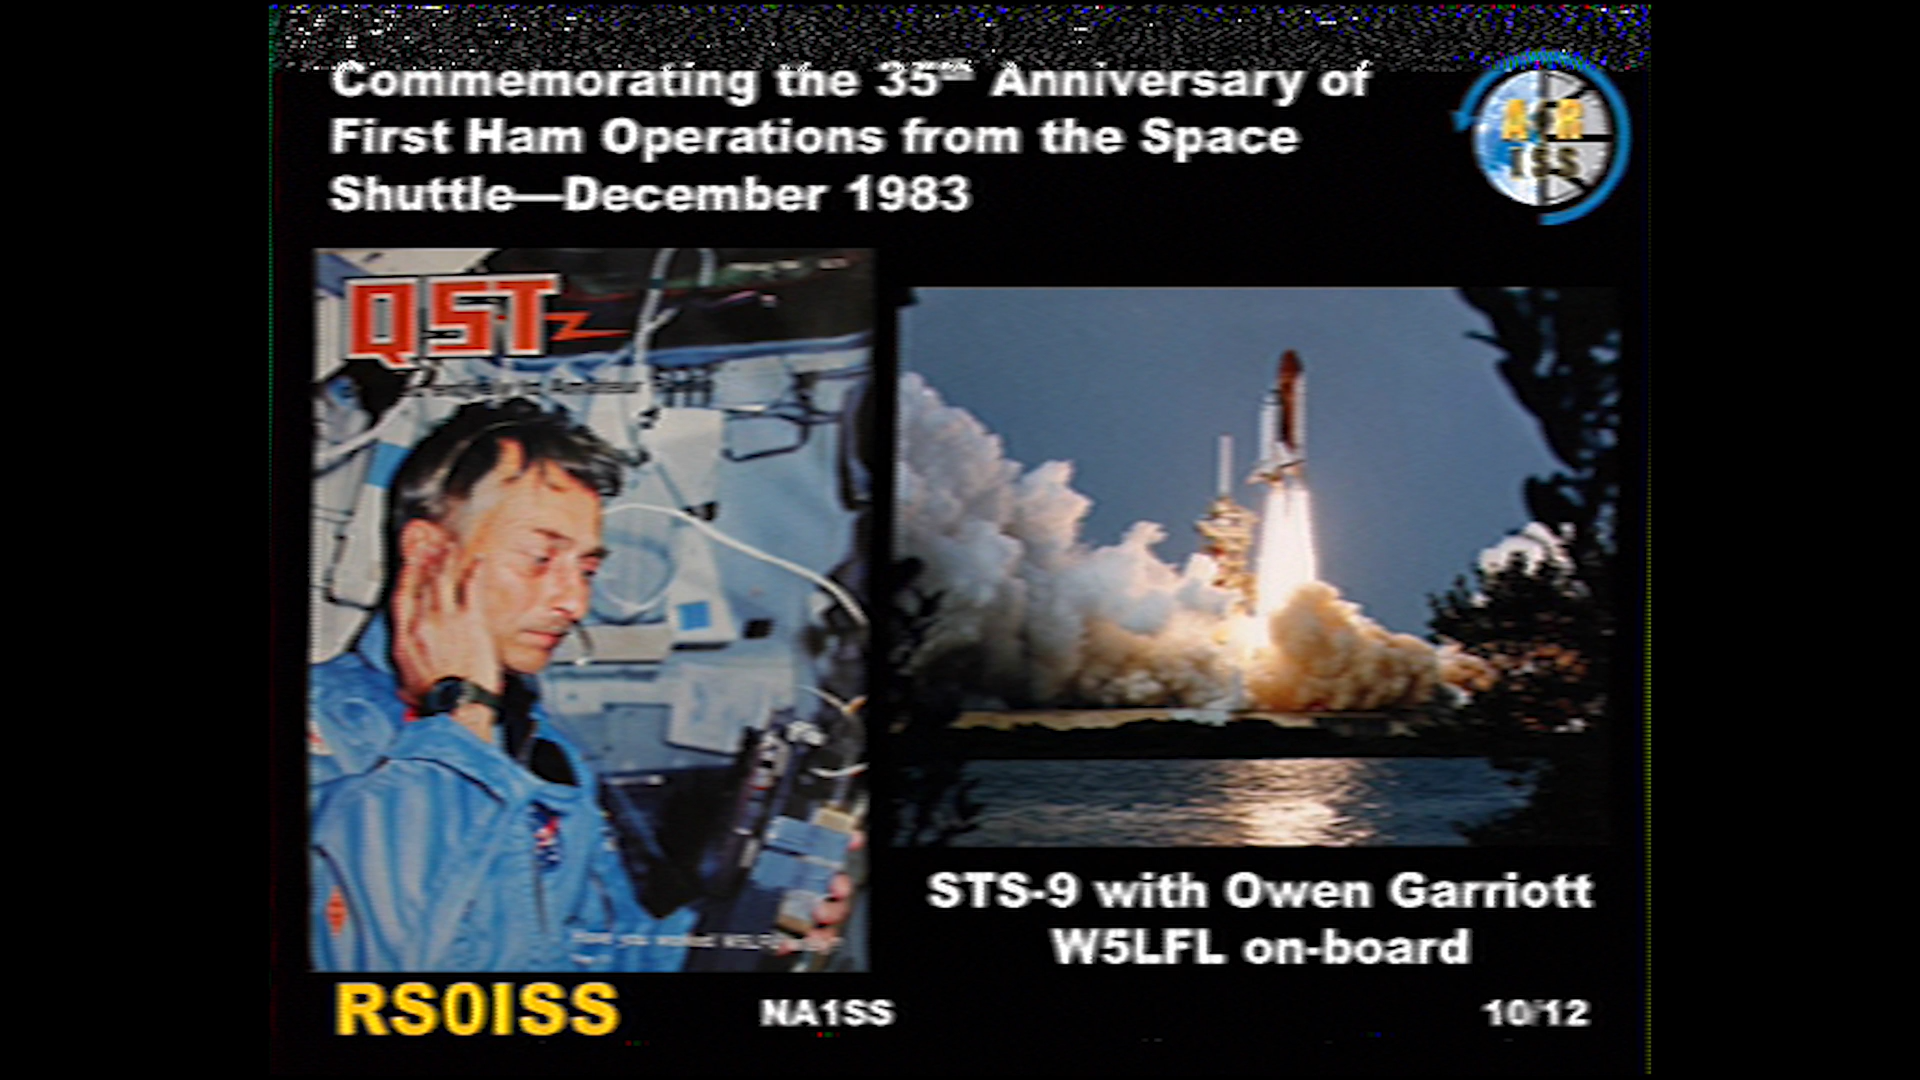 Commemorating the 35th Anniversary of
First Ham Operations from the Space
Shuttle—December 1983
ARISS
QST
STS-9 with Owen Garriott
W5LFL on-board
RS0ISS
NA1SS
10/12